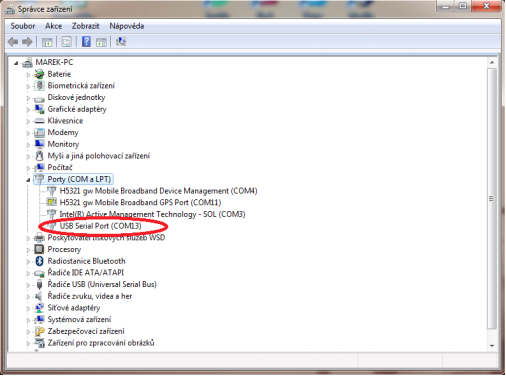 Správce zařízení
Soubor Akce Zobrazit Nápověda
MAREK-PC
Baterie
Biometrická zařízení
Diskové jednotky
Grafické adaptéry
Klávesnice
Modemy
Monitory
Myši a jiná polohovací zařízení
Počítač
Porty (COM a LPT)
H5321 gw Mobile Broadband Device Management (COM4)
H5321 gw Mobile Broadband GPS Port (COM11)
Intel(R) Active Management Technology - SOL (COM3)
USB Serial Port (COM13)
Poskytovatel tiskových služeb WSD
Procesory
Radiostanice Bluetooth
Řadiče IDE ATA/ATAPI
Řadiče USB (Universal Serial Bus)
Řadiče zvuku, videa a her
Síťové adaptéry
Systémová zařízení
Zabezpečovací zařízení
Zařízení pro zpracování obrázků